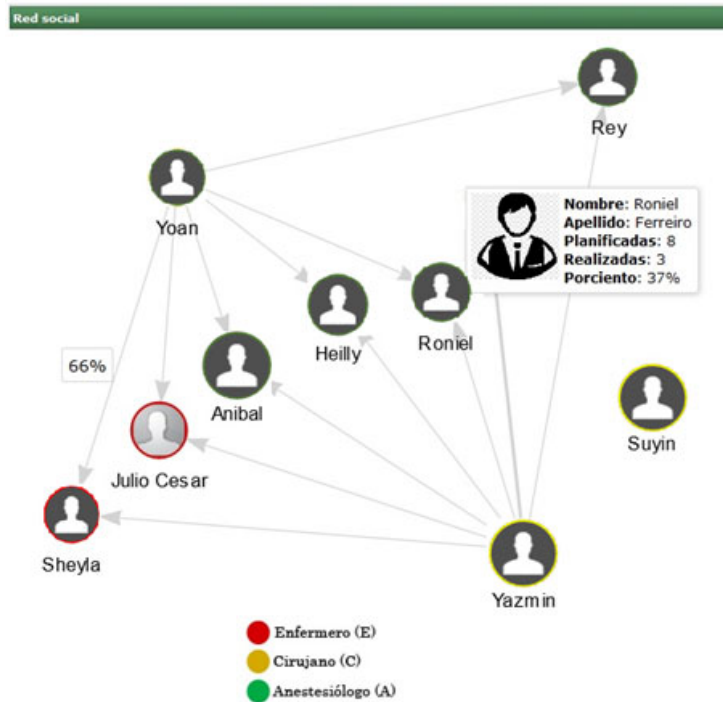 Red social
Rey
Yoan
Nombre: Roniel
Apellido: Ferreiro
Planificadas: 8
Realizadas: 3
Porciento: 37%
Roniel
Heilly
66%
Anibal
Suyin
Julio Cesar
Sheyla
Yazmin
Enfermero (E)
Cirujano (C)
Anestesiólogo (A)